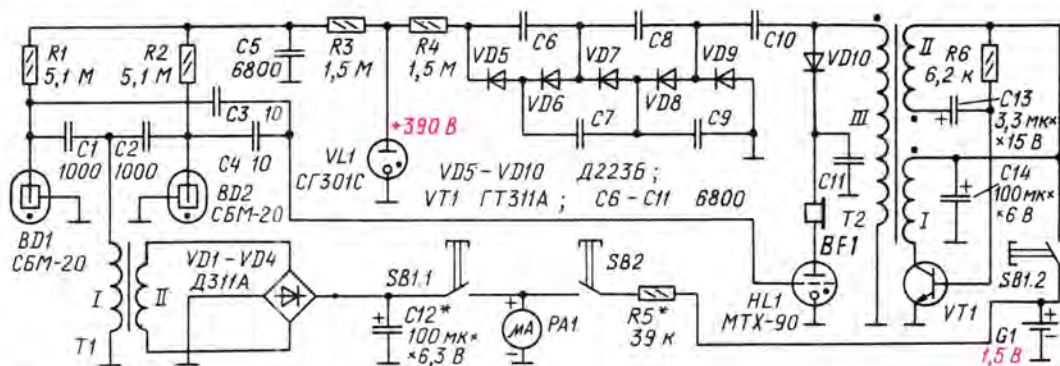 R1
5,1 М
R2
5,1 М
C5
6800
R3
1,5 М
R4
1,5 М
C6
C8
C10
VD5
VD7
VD9
VD6
VD8
VD10
II
R6
6,2 к
C3
10
+390 В
C7
C9
III
C13
3,3 мк×
×15 В
C1
1000
C2
1000
C4 10
VL1
СГ301С
VD5–VD10 Д223Б ;
VT1 ГТ311А ; C6–C11 6800
C11
T2
C14
100 мк×
×6 В
I
BD1
СБМ-20
BD2
СБМ-20
BF1
VD1–VD4
Д311А
I
II
T1
SB1.1
SB2
HL1
МТХ-90
VT1
SB1.2
C12*
100 мк×
×6,3 В
мА
PA1
R5*
39 к
G1
1,5 В